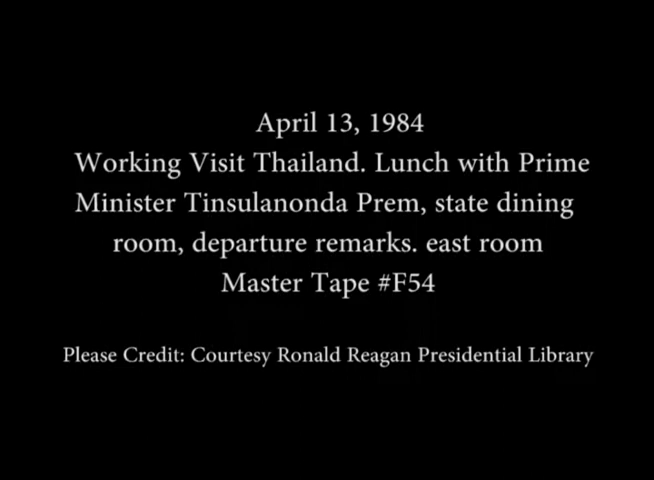 April 13, 1984
Working Visit Thailand. Lunch with Prime
Minister Tinsulanonda Prem, state dining
room, departure remarks. east room
Master Tape #F54
Please Credit: Courtesy Ronald Reagan Presidential Library